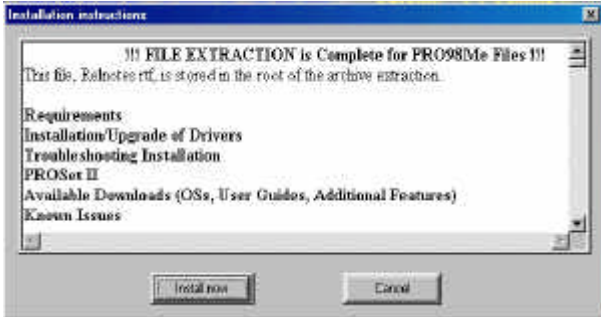 Installation instructions
!!! FILE EXTRACTION is Complete for PRO98Me Files !!!
This file, Relnotes.rtf, is stored in the root of the archive extraction.
Requirements
Installation/Upgrade of Drivers
Troubleshooting Installation
PROSet II
Available Downloads (OSs, User Guides, Additional Features)
Known Issues
Install now
Cancel